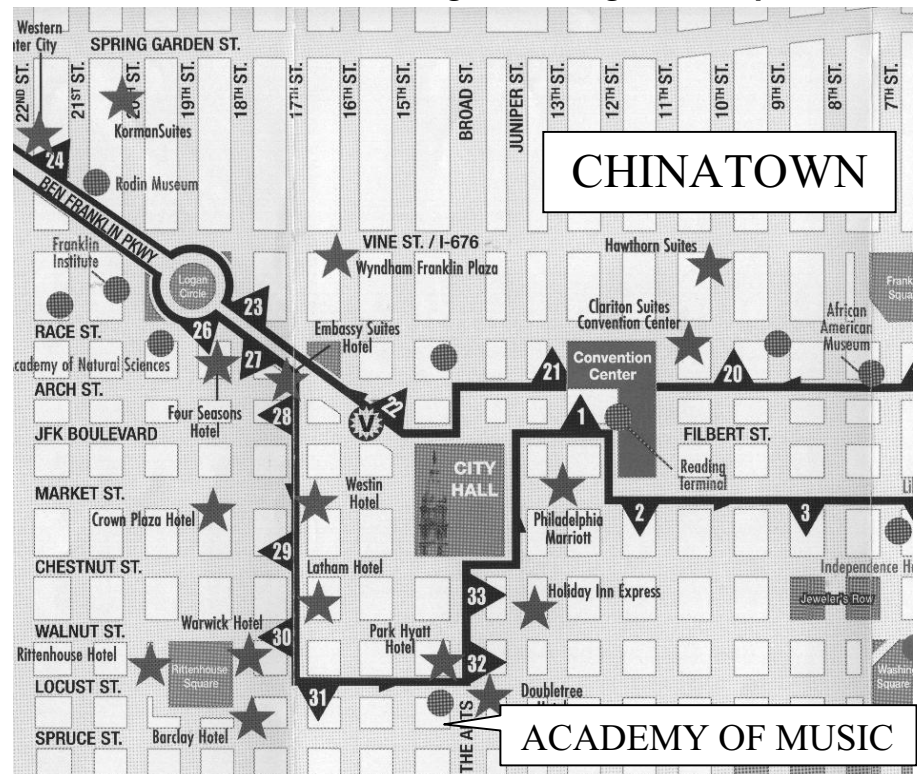 Western
SPRING GARDEN ST.
22ND ST.
21ST ST.
20TH ST.
19TH ST.
18TH ST.
17TH ST.
16TH ST.
15TH ST.
BROAD ST.
JUNIPER ST.
13TH ST.
12TH ST.
11TH ST.
10TH ST.
9TH ST.
8TH ST.
7TH ST.
KormanSuites
CHINATOWN
24
Rodin Museum
BEN FRANKLIN PKWY
Franklin
Institute
VINE ST. / I-676
Wyndham Franklin Plaza
Hawthorn Suites
Logan
Circle
23
Clariton Suites
Convention Center
African
American
Museum
RACE ST.
26
27
Embassy Suites
Hotel
Academy of Natural Sciences
Convention
Center
21
20
ARCH ST.
Four Seasons
Hotel
28
22
V
1
JFK BOULEVARD
FILBERT ST.
CITY
HALL
Reading
Terminal
MARKET ST.
Westin
Hotel
Crown Plaza Hotel
Philadelphia
Marriott
2
3
29
CHESTNUT ST.
Latham Hotel
Independence
33
Holiday Inn Express
Jeweler's Row
WALNUT ST.
Warwick Hotel
30
Park Hyatt
Hotel
Rittenhouse Hotel
Rittenhouse
Square
32
LOCUST ST.
31
Doubletree
THE ARTS
SPRUCE ST.
Barclay Hotel
ACADEMY OF MUSIC